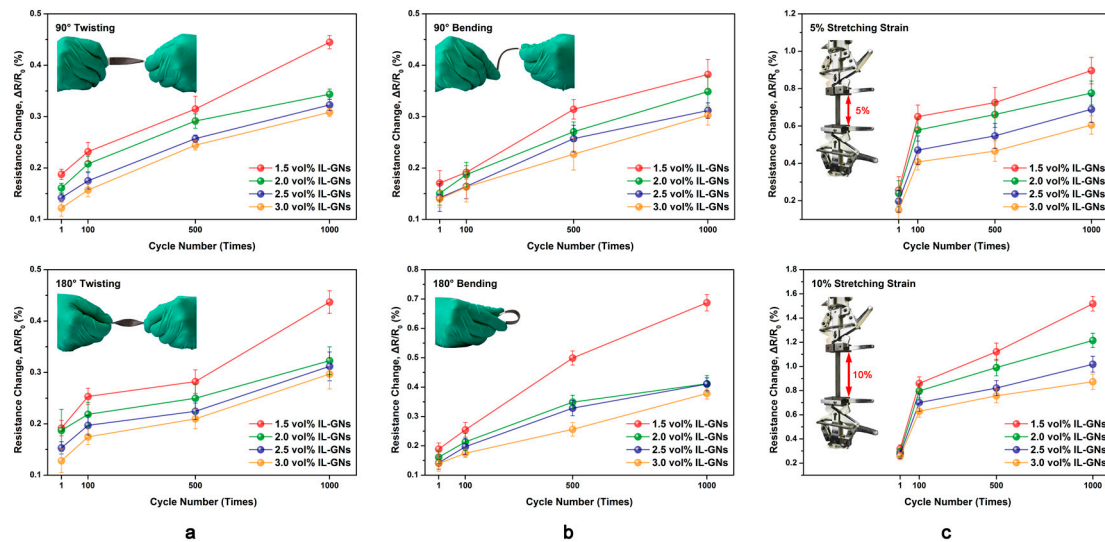 90° Twisting
Resistance Change, ΔR/R₀ (%)
0.5
0.4
0.3
0.2
0.1
1.5 vol% IL-GNs
2.0 vol% IL-GNs
2.5 vol% IL-GNs
3.0 vol% IL-GNs
1 100 500 1000
Cycle Number (Times)
90° Bending
Resistance Change, ΔR/R₀ (%)
0.5
0.4
0.3
0.2
0.1
1.5 vol% IL-GNs
2.0 vol% IL-GNs
2.5 vol% IL-GNs
3.0 vol% IL-GNs
1 100 500 1000
Cycle Number (Times)
5% Stretching Strain
Resistance Change, ΔR/R₀ (%)
1.2
1.0
0.8
0.6
0.4
0.2
5%
1.5 vol% IL-GNs
2.0 vol% IL-GNs
2.5 vol% IL-GNs
3.0 vol% IL-GNs
1 100 500 1000
Cycle Number (Times)
180° Twisting
Resistance Change, ΔR/R₀ (%)
0.5
0.4
0.3
0.2
0.1
1.5 vol% IL-GNs
2.0 vol% IL-GNs
2.5 vol% IL-GNs
3.0 vol% IL-GNs
1 100 500 1000
Cycle Number (Times)
180° Bending
Resistance Change, ΔR/R₀ (%)
0.8
0.7
0.6
0.5
0.4
0.3
0.2
0.1
1.5 vol% IL-GNs
2.0 vol% IL-GNs
2.5 vol% IL-GNs
3.0 vol% IL-GNs
1 100 500 1000
Cycle Number (Times)
10% Stretching Strain
Resistance Change, ΔR/R₀ (%)
1.8
1.6
1.4
1.2
1.0
0.8
0.6
0.4
0.2
10%
1.5 vol% IL-GNs
2.0 vol% IL-GNs
2.5 vol% IL-GNs
3.0 vol% IL-GNs
1 100 500 1000
Cycle Number (Times)
a b c